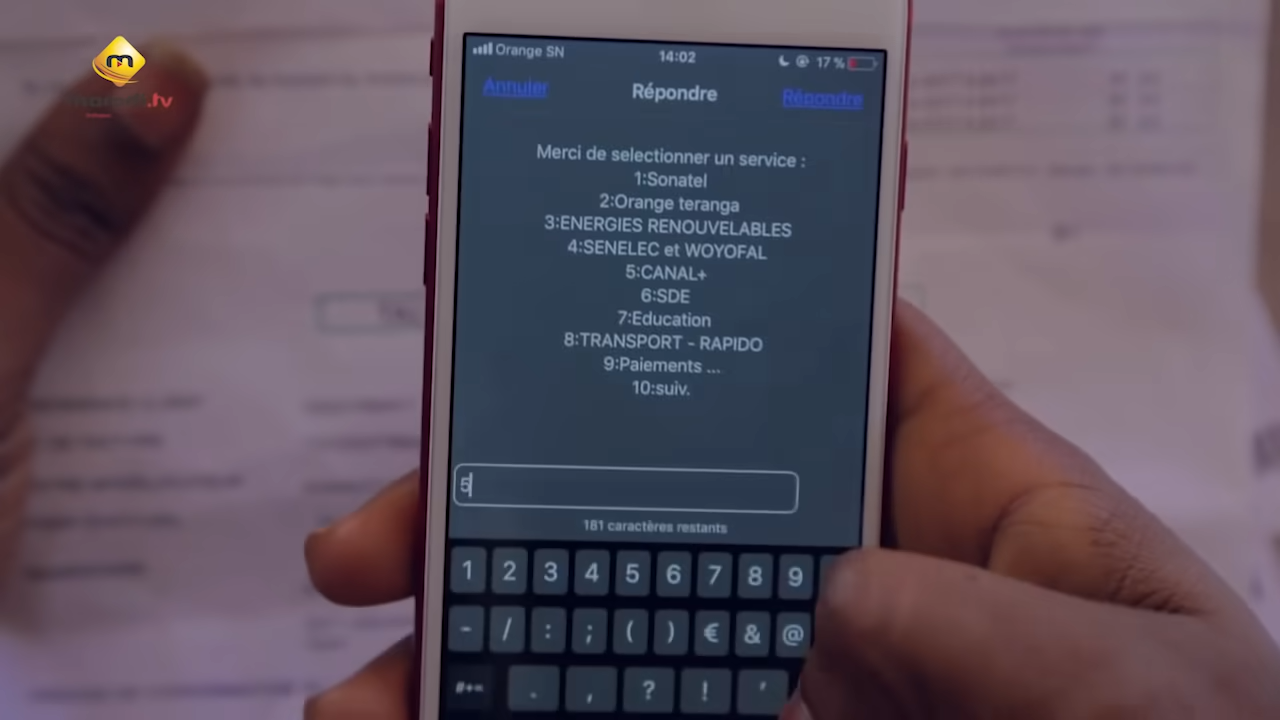 Orange SN
14:02
17 %
Annuler
Répondre
Répondre
Merci de selectionner un service :
1:Sonatel
2:Orange teranga
3:ENERGIES RENOUVELABLES
4:SENELEC et WOYOFAL
5:CANAL+
6:SDE
7:Education
8:TRANSPORT - RAPIDO
9:Paiements ...
10:suiv.
5
181 caractères restants
1 2 3 4 5 6 7 8 9
- / : ; ( ) € & @
#+= . , ? ! '
m
.tv